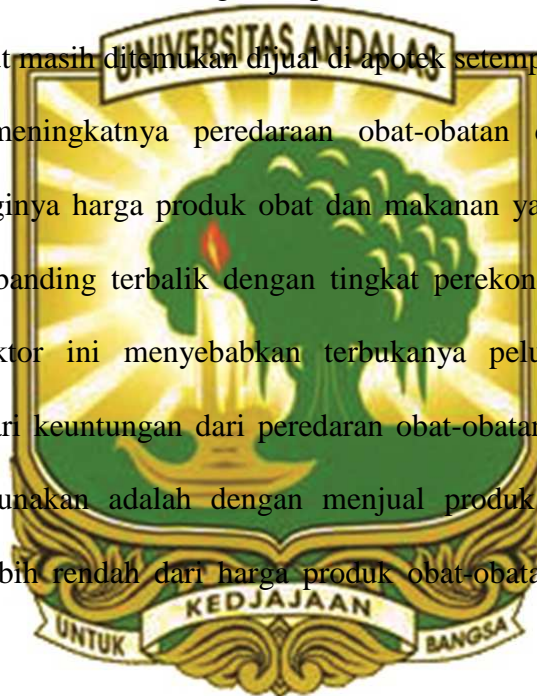 UNIVERSITAS ANDALAS
ut masih ditemukan dijual di apotek setemp
meningkatnya peredaraan obat-obatan
ginya harga produk obat dan makanan ya
banding terbalik dengan tingkat perekon
ktor ini menyebabkan terbukanya pelu
ari keuntungan dari peredaran obat-obatan
unakan adalah dengan menjual produk
bih rendah dari harga produk obat-obata
KEDJAJAAN
UNTUK BANGSA